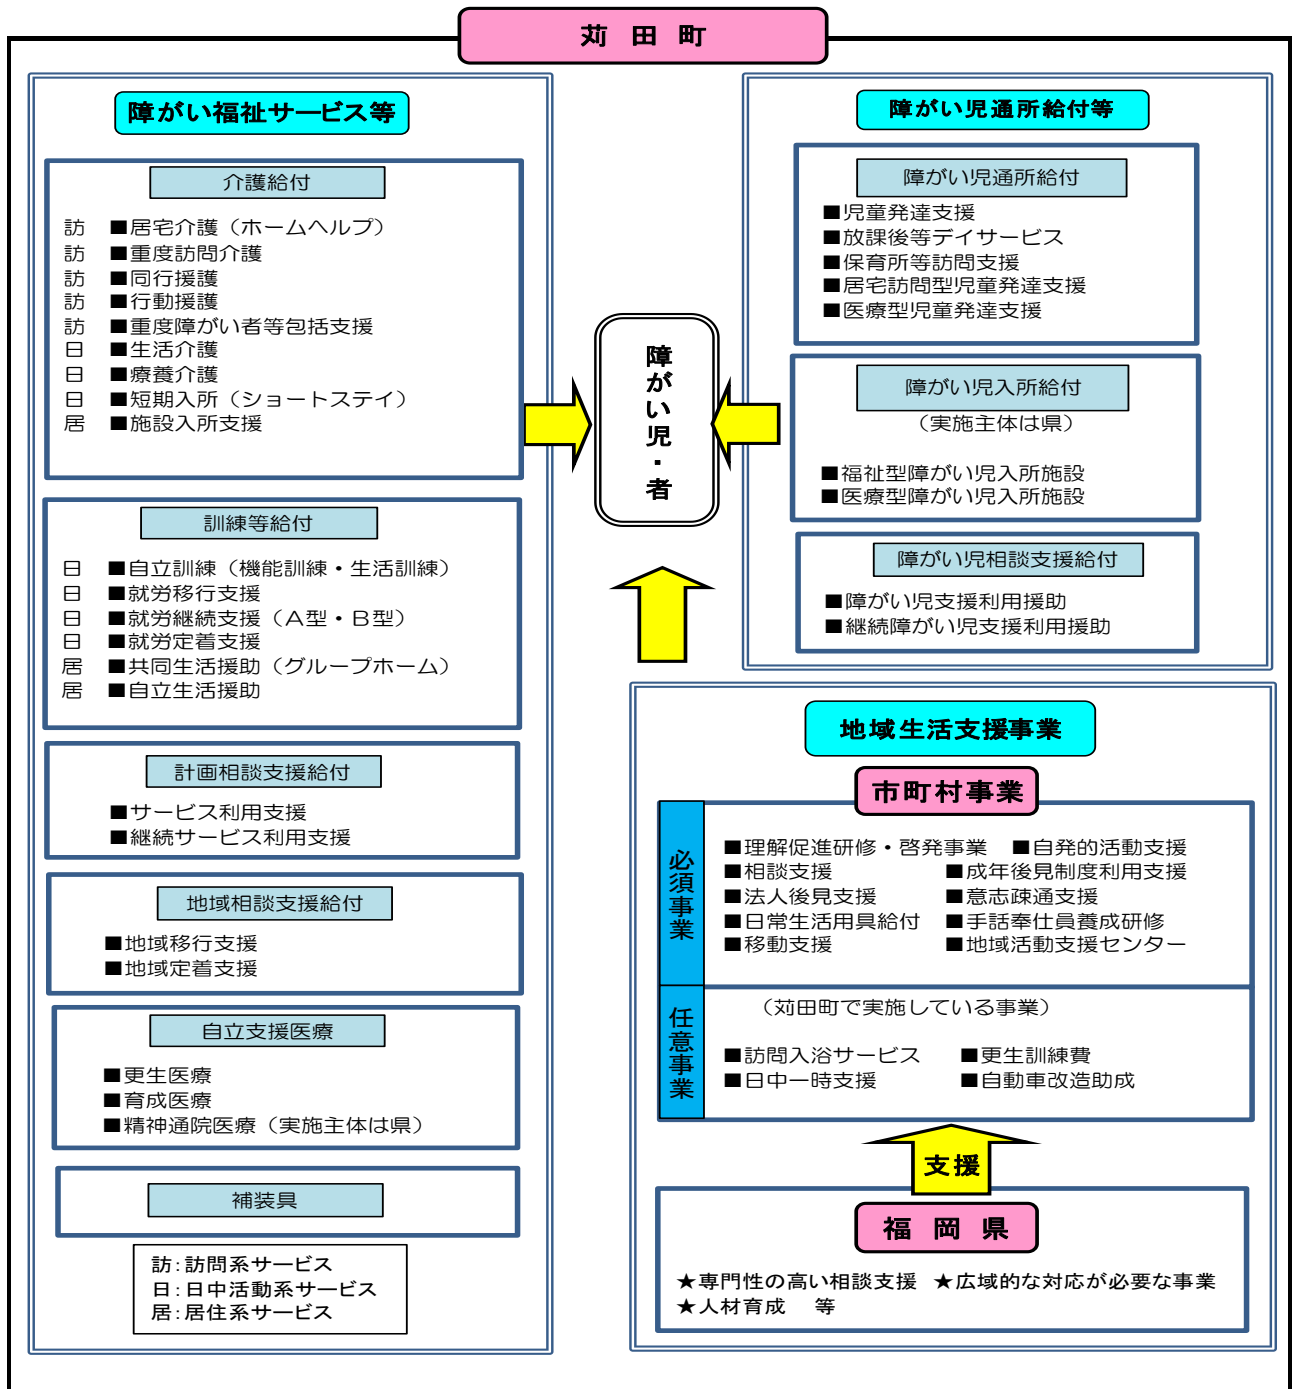 苅 田 町
障がい福祉サービス等
介護給付
訪 ■居宅介護（ホームヘルプ）
訪 ■重度訪問介護
訪 ■同行援護
訪 ■行動援護
訪 ■重度障がい者等包括支援
日 ■生活介護
日 ■療養介護
日 ■短期入所（ショートステイ）
居 ■施設入所支援
訓練等給付
日 ■自立訓練（機能訓練・生活訓練）
日 ■就労移行支援
日 ■就労継続支援（A型・B型）
日 ■就労定着支援
居 ■共同生活援助（グループホーム）
居 ■自立生活援助
計画相談支援給付
■サービス利用支援
■継続サービス利用支援
地域相談支援給付
■地域移行支援
■地域定着支援
自立支援医療
■更生医療
■育成医療
■精神通院医療（実施主体は県）
補装具
訪：訪問系サービス
日：日中活動系サービス
居：居住系サービス
障がい児・者
障がい児通所給付等
障がい児通所給付
■児童発達支援
■放課後等デイサービス
■保育所等訪問支援
■居宅訪問型児童発達支援
■医療型児童発達支援
障がい児入所給付
（実施主体は県）
■福祉型障がい児入所施設
■医療型障がい児入所施設
障がい児相談支援給付
■障がい児支援利用援助
■継続障がい児支援利用援助
地域生活支援事業
市町村事業
必須事業
■理解促進研修・啓発事業 ■自発的活動支援
■相談支援 ■成年後見制度利用支援
■法人後見支援 ■意志疎通支援
■日常生活用具給付 ■手話奉仕員養成研修
■移動支援 ■地域活動支援センター
任意事業
（苅田町で実施している事業）
■訪問入浴サービス ■更生訓練費
■日中一時支援 ■自動車改造助成
支援
福 岡 県
★専門性の高い相談支援 ★広域的な対応が必要な事業
★人材育成 等